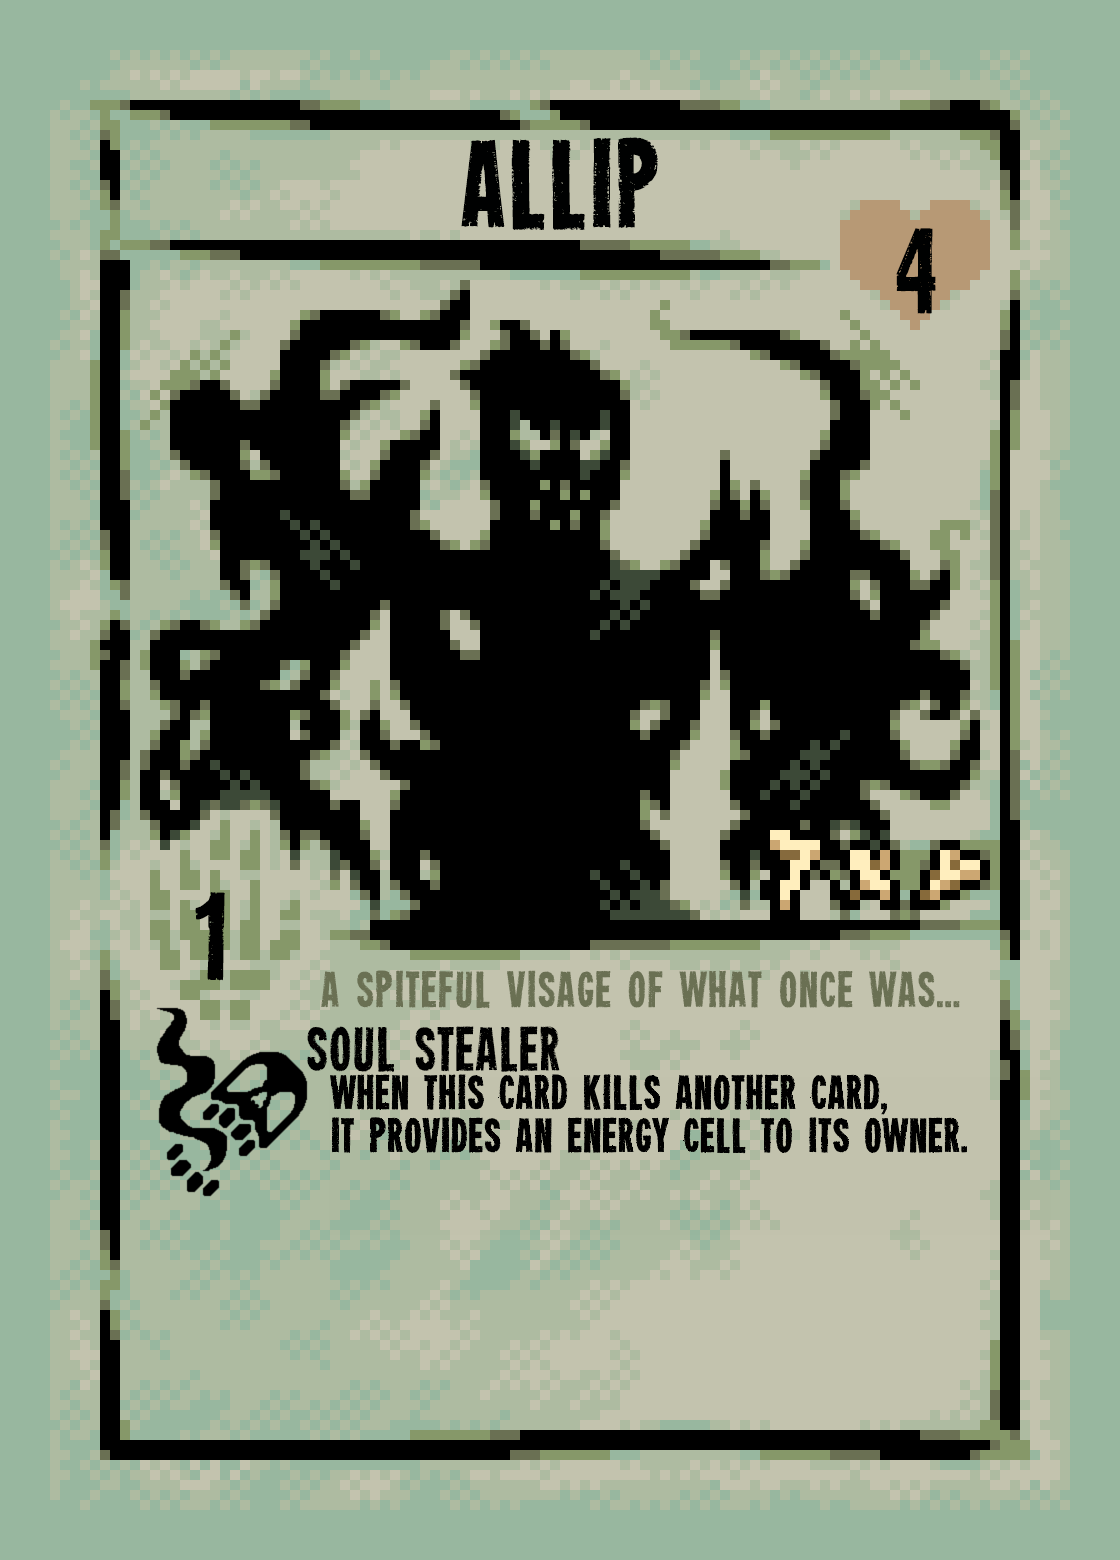 ALLIP
4
7 X
1
A SPITEFUL VISAGE OF WHAT ONCE WAS...
SOUL STEALER
WHEN THIS CARD KILLS ANOTHER CARD,
IT PROVIDES AN ENERGY CELL TO ITS OWNER.